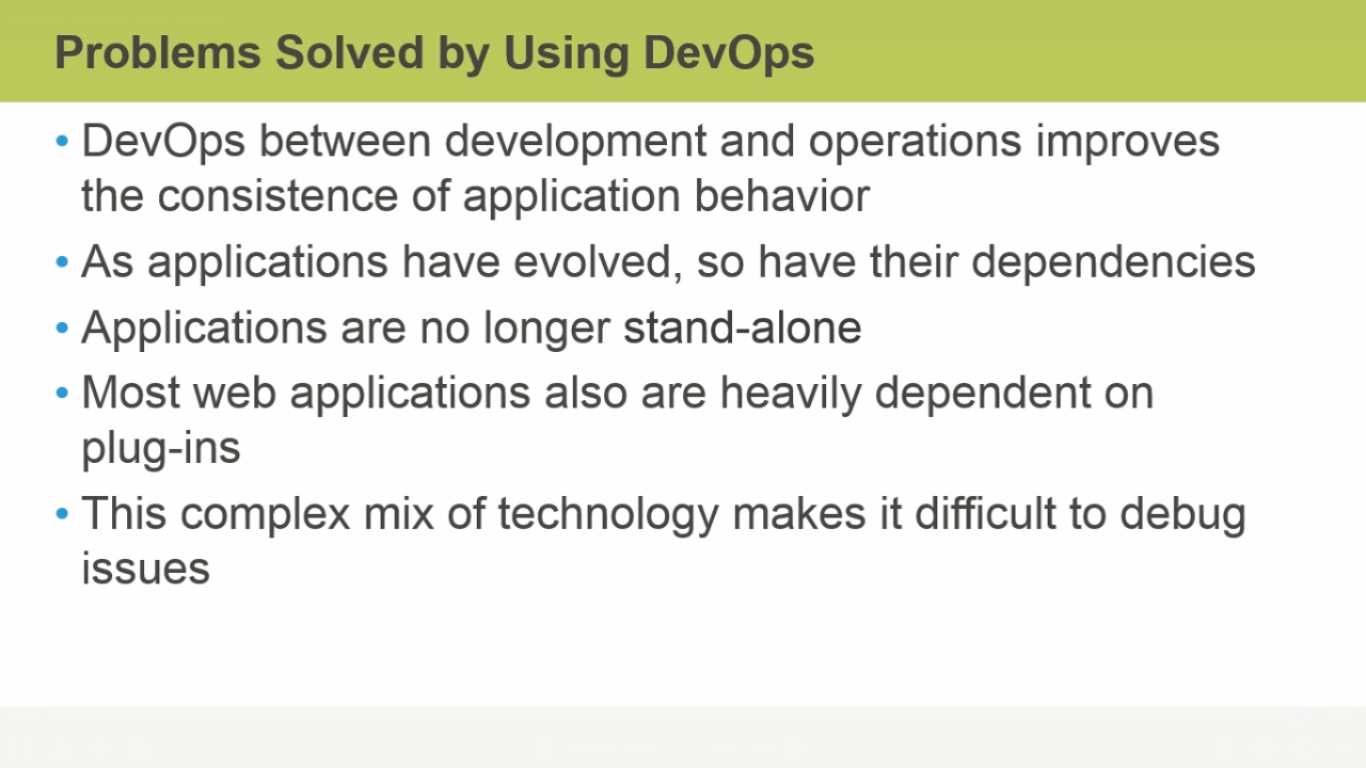 Problems Solved by Using DevOps
• DevOps between development and operations improves
the consistence of application behavior
• As applications have evolved, so have their dependencies
• Applications are no longer stand-alone
• Most web applications also are heavily dependent on
plug-ins
• This complex mix of technology makes it difficult to debug
issues